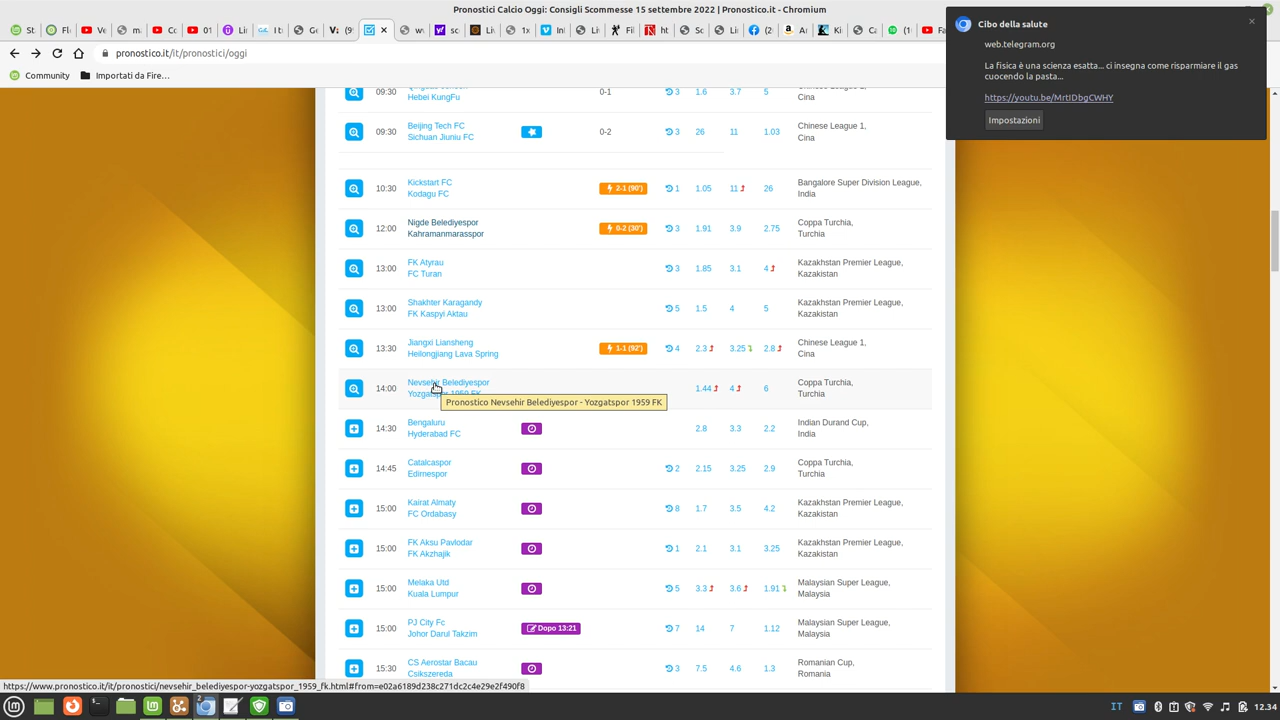 Pronostici Calcio Oggi: Consigli Scommesse 15 settembre 2022 | Pronostico.it - Chromium
pronostico.it/it/pronostici/oggi
Community
Importati da Fire…
Cibo della salute
web.telegram.org
La fisica è una scienza esatta... ci insegna come risparmiare il gas
cuocendo la pasta...
https://youtu.be/MrtIDbgCWHY
Impostazioni
09:30 0-1 3 1.6 3.7 5
Hebei KungFu Cina
09:30 Beijing Tech FC 0-2 3 26 11 1.03 Chinese League 1,
Sichuan Jiuniu FC Cina
10:30 Kickstart FC 2-1 (90') 1 1.05 11 26 Bangalore Super Division League,
Kodagu FC India
12:00 Nigde Belediyespor 0-2 (30') 3 1.91 3.9 2.75 Coppa Turchia,
Kahramanmarasspor Turchia
13:00 FK Atyrau 3 1.85 3.1 4 Kazakhstan Premier League,
FC Turan Kazakistan
13:00 Shakhter Karagandy 5 1.5 4 5 Kazakhstan Premier League,
FK Kaspyi Aktau Kazakistan
13:30 Jiangxi Liansheng 1-1 (92') 4 2.3 3.25 2.8 Chinese League 1,
Heilongjiang Lava Spring Cina
14:00 Nevsehir Belediyespor 1.44 4 6 Coppa Turchia,
Yozgatspor 1959 FK Turchia
Pronostico Nevsehir Belediyespor - Yozgatspor 1959 FK
14:30 Bengaluru 2.8 3.3 2.2 Indian Durand Cup,
Hyderabad FC India
14:45 Catalcaspor 2 2.15 3.25 2.9 Coppa Turchia,
Edirnespor Turchia
15:00 Kairat Almaty 8 1.7 3.5 4.2 Kazakhstan Premier League,
FC Ordabasy Kazakistan
15:00 FK Aksu Pavlodar 1 2.1 3.1 3.25 Kazakhstan Premier League,
FK Akzhajik Kazakistan
15:00 Melaka Utd 5 3.3 3.6 1.91 Malaysian Super League,
Kuala Lumpur Malaysia
15:00 PJ City Fc Dopo 13:21 7 14 7 1.12 Malaysian Super League,
Johor Darul Takzim Malaysia
15:30 CS Aerostar Bacau 3 7.5 4.6 1.3 Romanian Cup,
Csikszereda Romania
https://www.pronostico.it/it/pronostici/nevsehir_belediyespor-yozgatspor_1959_fk.html#from=e02a6189d238c271dc2c4e29e2f490f8
IT 12.34